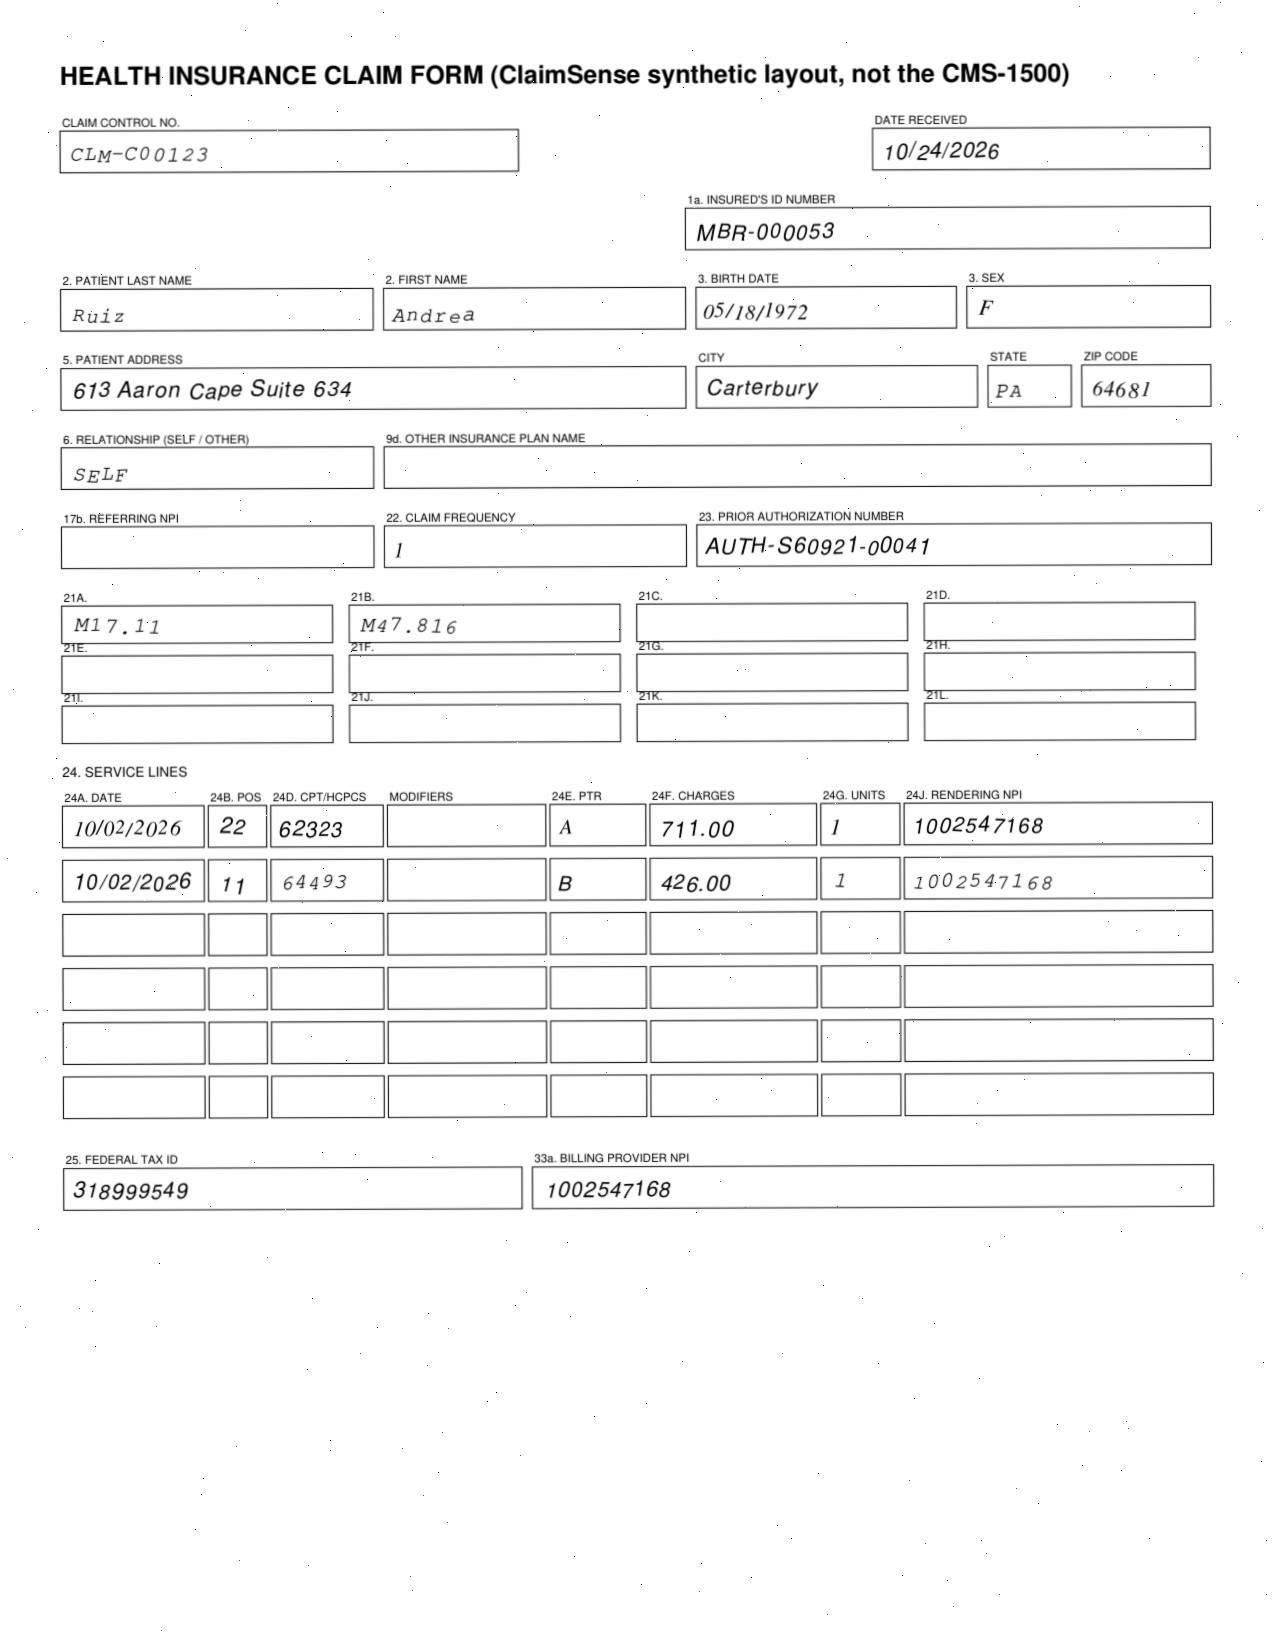 HEALTH INSURANCE CLAIM FORM (ClaimSense synthetic layout, not the CMS-1500)
CLAIM CONTROL NO. DATE RECEIVED
CLM-C00123 10/24/2026
1a. INSURED'S ID NUMBER
MBR-000053
2. PATIENT LAST NAME 2. FIRST NAME 3. BIRTH DATE 3. SEX
Ruiz Andrea 05/18/1972 F
5. PATIENT ADDRESS CITY STATE ZIP CODE
613 Aaron Cape Suite 634 Carterbury PA 64681
6. RELATIONSHIP (SELF / OTHER) 9d. OTHER INSURANCE PLAN NAME
SELF
17b. REFERRING NPI 22. CLAIM FREQUENCY 23. PRIOR AUTHORIZATION NUMBER
1 AUTH-S60921-00041
21A. 21B. 21C. 21D.
M17.11 M47.816
21E. 21F. 21G. 21H.
21I. 21J. 21K. 21L.
24. SERVICE LINES
24A. DATE 24B. POS 24D. CPT/HCPCS MODIFIERS 24E. PTR 24F. CHARGES 24G. UNITS 24J. RENDERING NPI
10/02/2026 22 62323 A 711.00 1 1002547168
10/02/2026 11 64493 B 426.00 1 1002547168
25. FEDERAL TAX ID 33a. BILLING PROVIDER NPI
318999549 1002547168